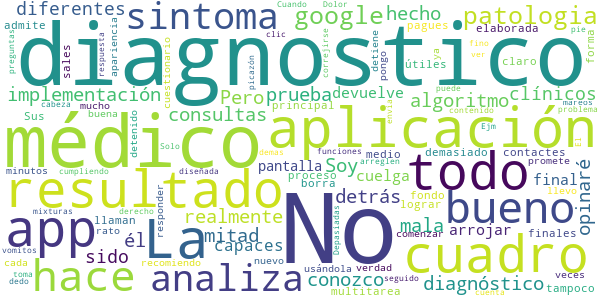 diferentes sintoma google hecho patologia
Cuando Dolor pagues
admite elaborada
preguntas sales apariencia respuesta clic cuestionario picazón correjirse detiene pongo útiles ya claro fino ver pie
diagnostico
implementación Pero prueba devuelve clínicos
cabeza mucho principal algoritmo puede mareos
Sus buena consultas envía contenido problema
médico aplicación
minutos cumpliendo detenido Solo funciones demás medio demasiado contactes Ejm El
diseñada pantalla Soy arreglen proceso promete
resultado borra cuelga todo final opinaré
mixturas derecho responder detrás fondo llevo
app llaman realmente lograr arrojar bueno
rato mitad Depasiadas mala comenzar finales
La No
vomitos él capaces
cada sido nuevo usándola verdad veces
hace analiza conozco cuadro
toma recomiendo diagnóstico tampoco
dedo multitarea seguido cuenta